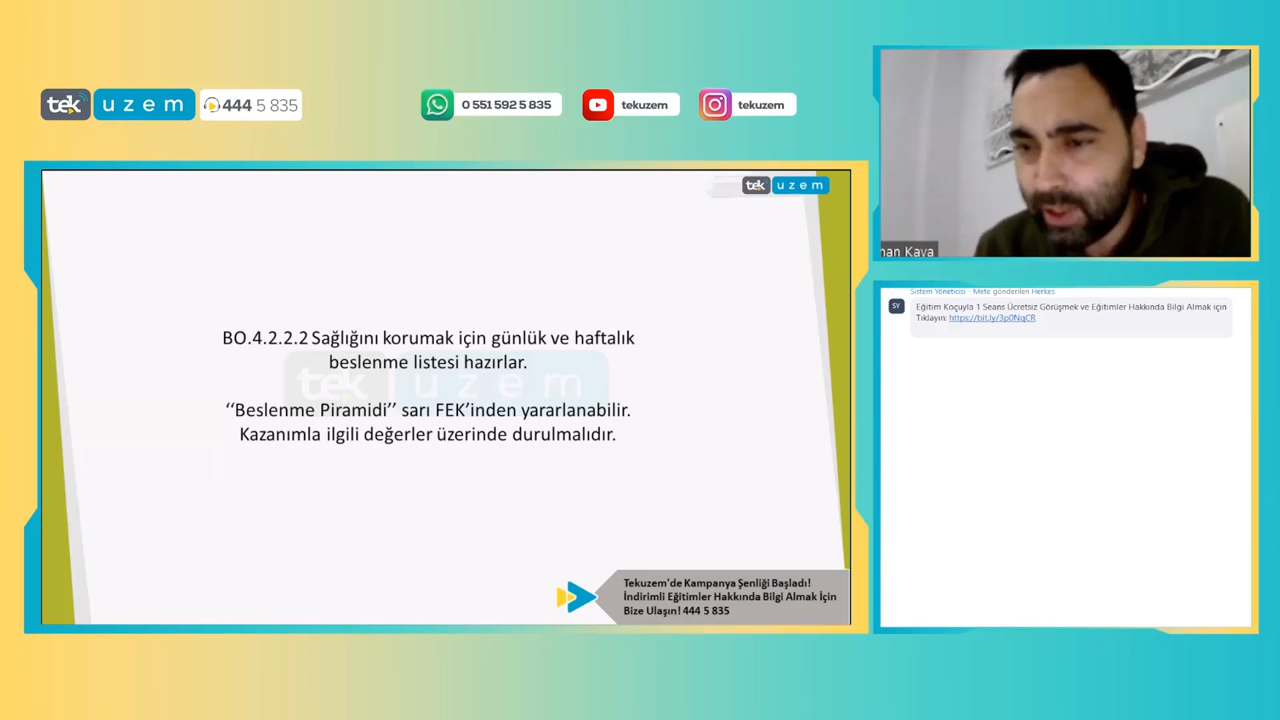 tek uzem 444 5 835
0 551 592 5 835
tekuzem
tekuzem
tek uzem
BO.4.2.2.2 Sağlığını korumak için günlük ve haftalık
beslenme listesi hazırlar.
tek uzem
‘‘Beslenme Piramidi’’ sarı FEK’inden yararlanabilir.
Kazanımla ilgili değerler üzerinde durulmalıdır.
Tekuzem'de Kampanya Şenliği Başladı!
İndirimli Eğitimler Hakkında Bilgi Almak İçin
Bize Ulaşın! 444 5 835
Kaya
Sistem Yöneticisi - Mete gönderilen Herkes
SY
Eğitim Koçuyla 1 Seans Ücretsiz Görüşmek ve Eğitimler Hakkında Bilgi Almak için
Tıklayın: https://bit.ly/3p0NqCR